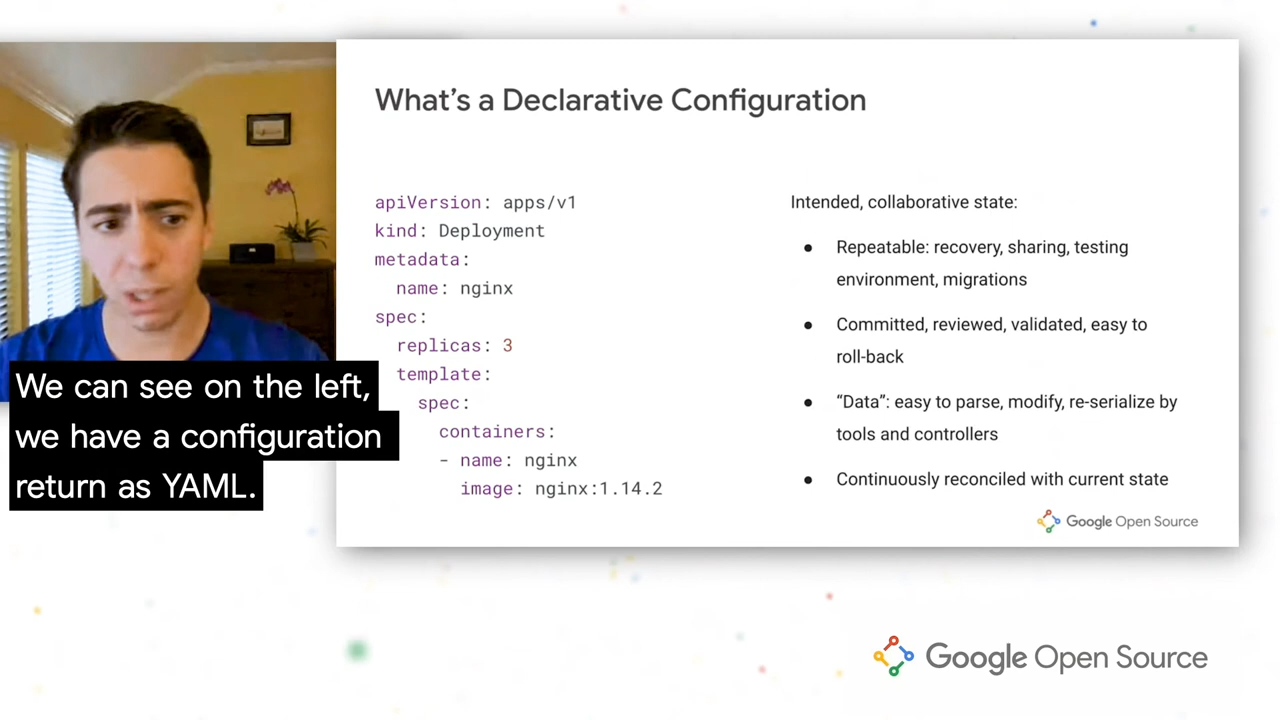 What's a Declarative Configuration
apiVersion: apps/v1
kind: Deployment
metadata:
  name: nginx
spec:
  replicas: 3
  template:
    spec:
      containers:
      - name: nginx
        image: nginx:1.14.2
Intended, collaborative state:
● Repeatable: recovery, sharing, testing
environment, migrations
● Committed, reviewed, validated, easy to
roll-back
● “Data”: easy to parse, modify, re-serialize by
tools and controllers
● Continuously reconciled with current state
Google Open Source
We can see on the left,
we have a configuration
return as YAML.
Google Open Source